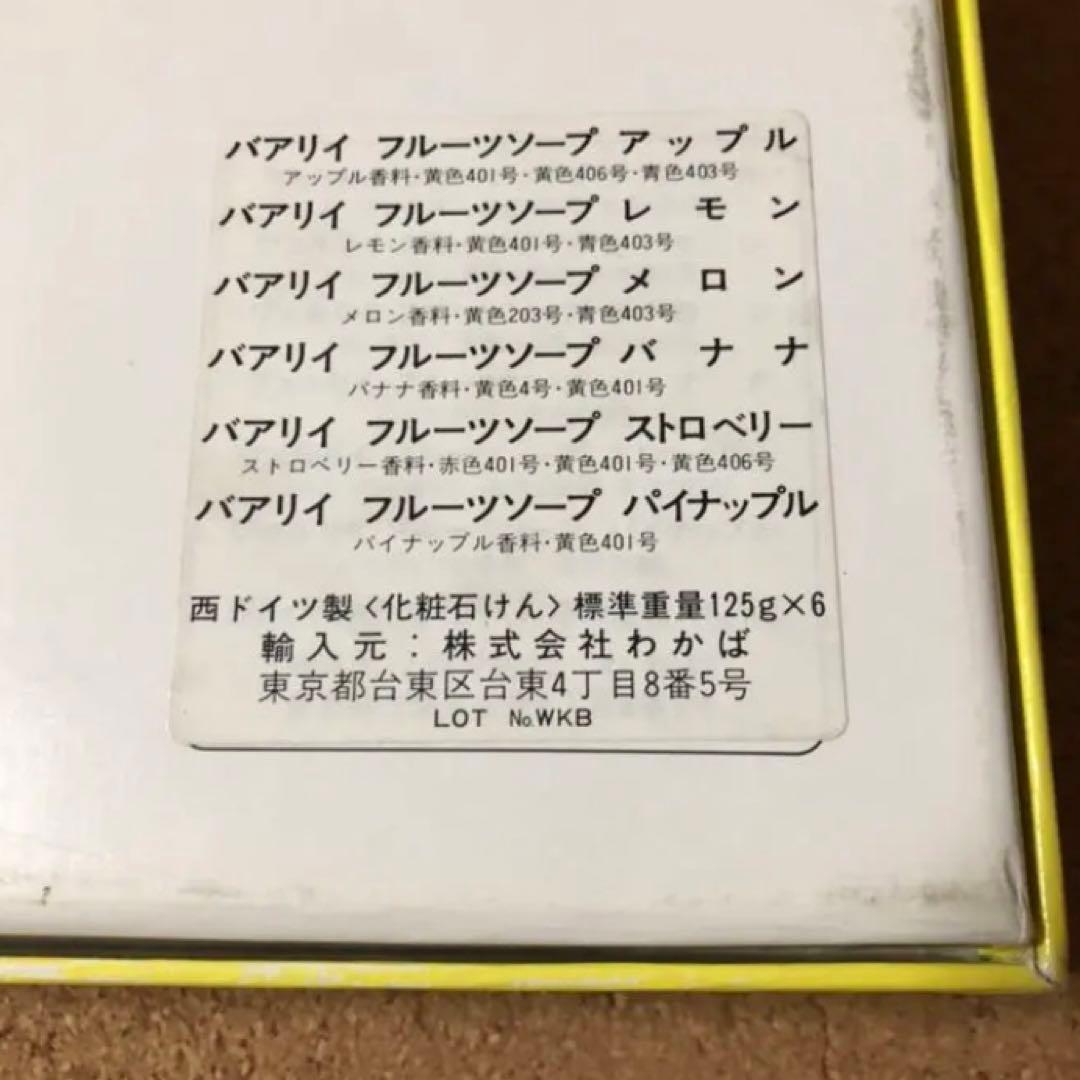 バアリイ フルーツソープ アップル
アップル香料・黄色401号・黄色406号・青色403号
バアリイ フルーツソープ レモン
レモン香料・黄色401号・青色403号
バアリイ フルーツソープ メロン
メロン香料・黄色203号・青色403号
バアリイ フルーツソープ バナナ
バナナ香料・黄色4号・黄色401号
バアリイ フルーツソープ ストロベリー
ストロベリー香料・赤色401号・黄色401号・黄色406号
バアリイ フルーツソープ パイナップル
パイナップル香料・黄色401号
西ドイツ製〈化粧石けん〉標準重量125g×6
輸入元：株式会社わかば
東京都台東区台東4丁目8番5号
LOT No.WKB